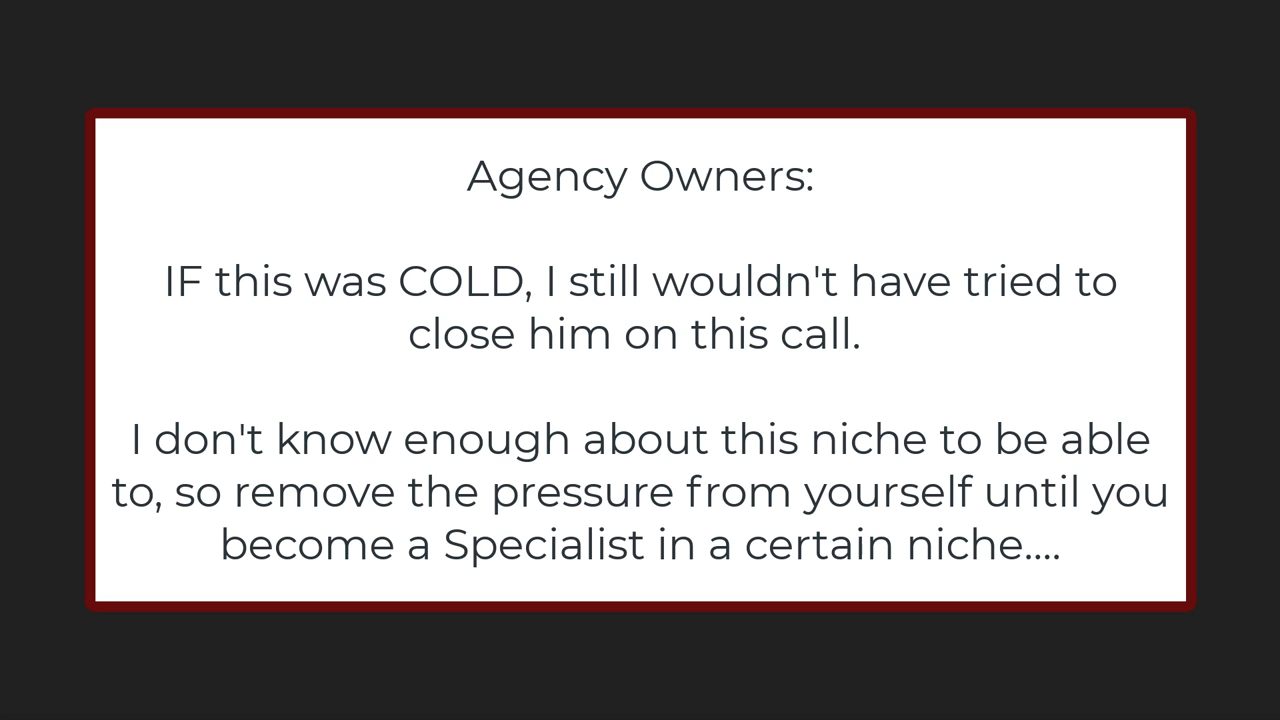 Agency Owners:
IF this was COLD, I still wouldn't have tried to
close him on this call.
I don't know enough about this niche to be able
to, so remove the pressure from yourself until you
become a Specialist in a certain niche....